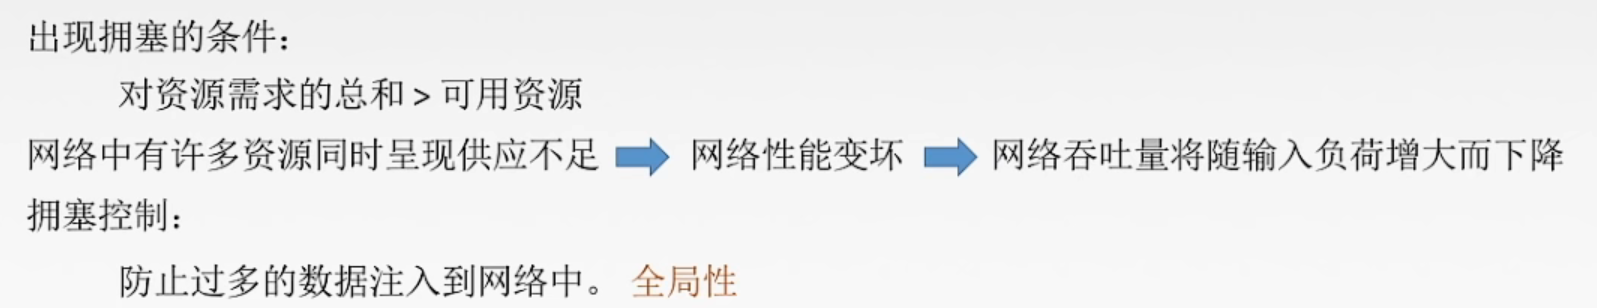 出现拥塞的条件：
对资源需求的总和 > 可用资源
网络中有许多资源同时呈现供应不足 网络性能变坏 网络吞吐量将随输入负荷增大而下降
拥塞控制：
防止过多的数据注入到网络中。 全局性